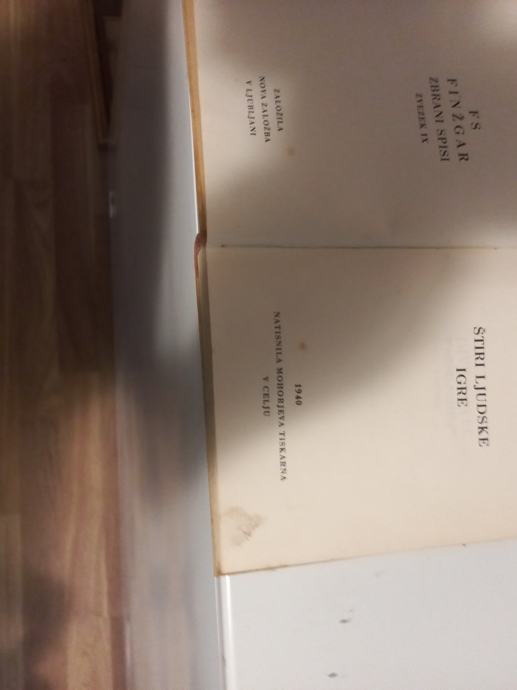 FS
FINŽGAR
ZBRANI SPISI
ZVEZEK IX
ZALOŽILA
NOVA ZALOŽBA
V LJUBLJANI
ŠTIRI LJUDSKE
IGRE
1940
NATISNILA MOHORJEVA TISKARNA
V CELJU